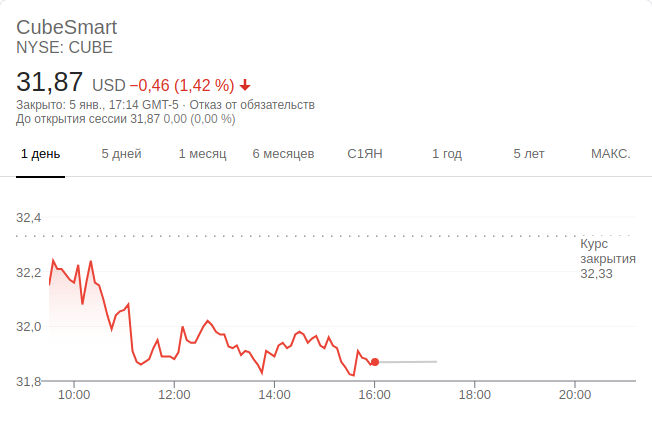 CubeSmart
NYSE: CUBE
31,87 USD −0,46 (1,42 %)
Закрыто: 5 янв., 17:14 GMT-5 · Отказ от обязательств
До открытия сессии 31,87 0,00 (0,00 %)
1 день 5 дней 1 месяц 6 месяцев С1ЯН 1 год 5 лет МАКС.
32,4
Курс
закрытия
32,33
32,2
32,0
31,8
10:00 12:00 14:00 16:00 18:00 20:00